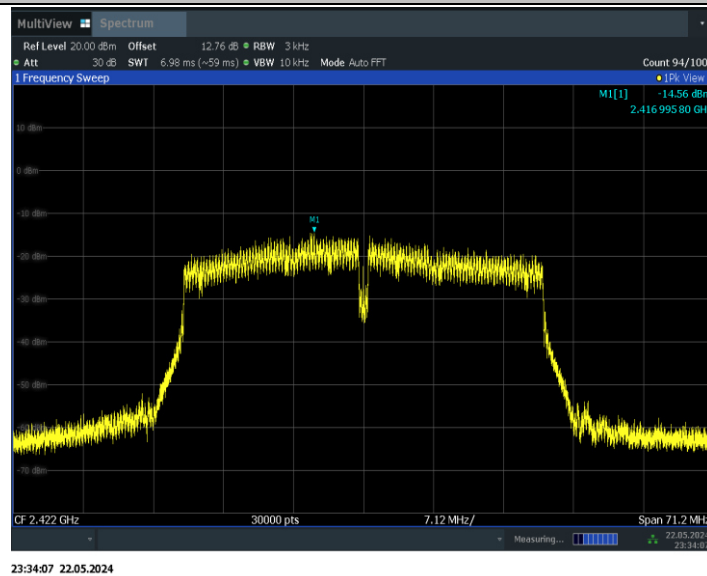 MultiView Spectrum
Ref Level 20.00 dBm Offset 12.76 dB RBW 3 kHz
Att 30 dB SWT 6.98 ms (~59 ms) VBW 10 kHz Mode Auto FFT Count 94/100
1 Frequency Sweep 1Pk View
M1[1] -14.56 dBm
2.416 995 80 GH
10 dBm
0 dBm
-10 dBm
M1
-20 dBm
-30 dBm
-40 dBm
-50 dBm
-70 dBm
CF 2.422 GHz 30000 pts 7.12 MHz/ Span 71.2 MHz
Measuring... 22.05.2024
23:34:07
23:34:07 22.05.2024